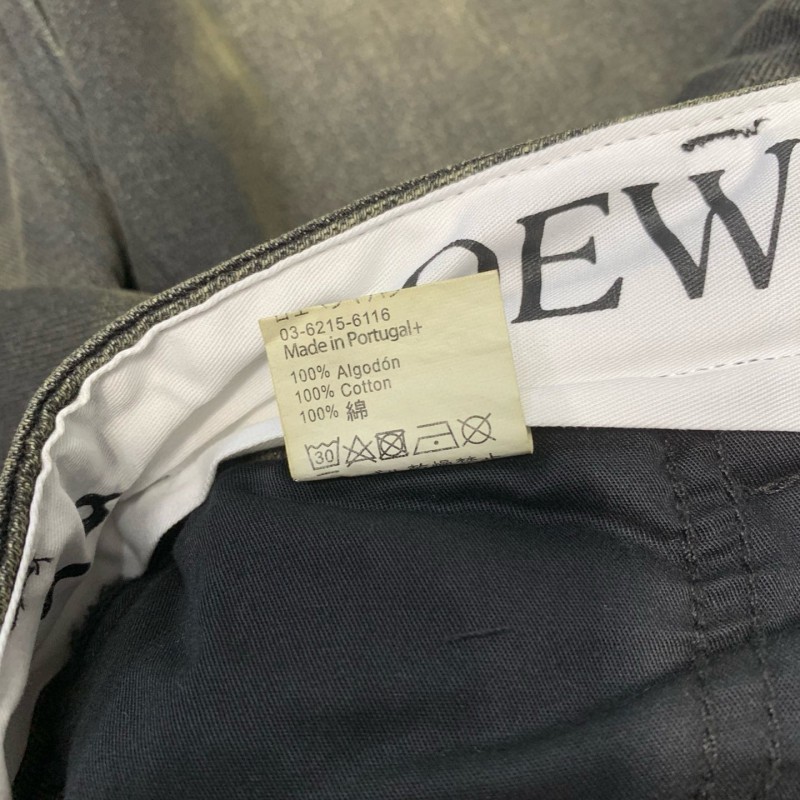 OEW
03-6215-6116
Made in Portugal+
100% Algodón
100% Cotton
100% 綿
30